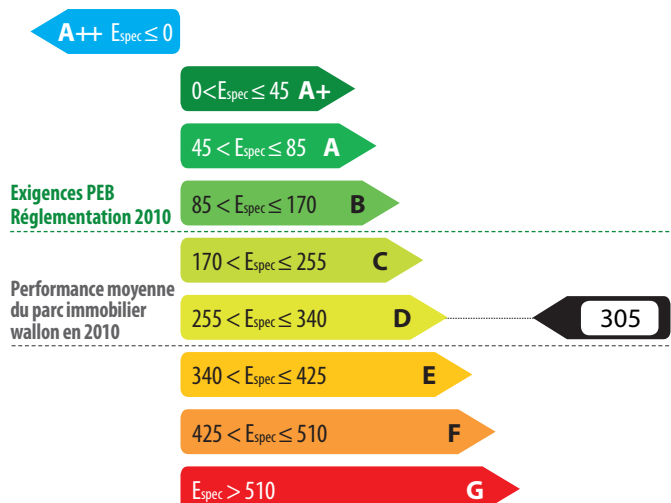 A++ Espec ≤ 0
0<Espec ≤ 45 A+
45 < Espec ≤ 85 A
Exigences PEB
Réglementation 2010
85 < Espec ≤ 170 B
170 < Espec ≤ 255 C
Performance moyenne
du parc immobilier
wallon en 2010
255 < Espec ≤ 340 D
305
340 < Espec ≤ 425 E
425 < Espec ≤ 510 F
Espec > 510 G